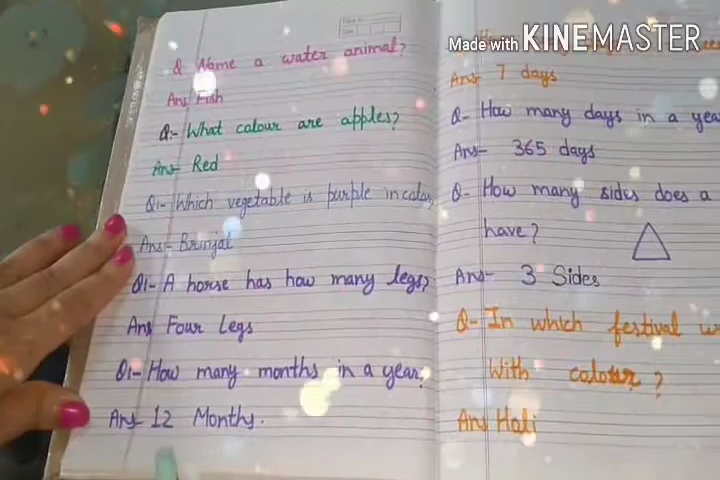 Q Name a water animal?
Ans Fish
Q:- What colour are apples?
Ans- Red
Q:- Which vegetable is purple in colour?
Ans:- Brinjal
Q:- A horse has how many legs?
Ans Four Legs
Q:- How many months in a year?
Ans- 12 Months.
Made with KINEMASTER
Ans 7 days
Q- How many days in a year
Ans- 365 days
Q- How many sides does a
have?
Ans- 3 Sides
Q- In which festival
With colour?
Ans Holi